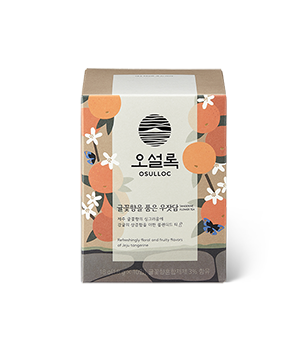 오설록
OSULLOC
귤꽃향을 품은 우잣담
제주 귤꽃향의 싱그러움에
감귤의 상큼함을 더한 블렌디드 티
Refreshingly floral and fruity flavors
of Jeju tangerine